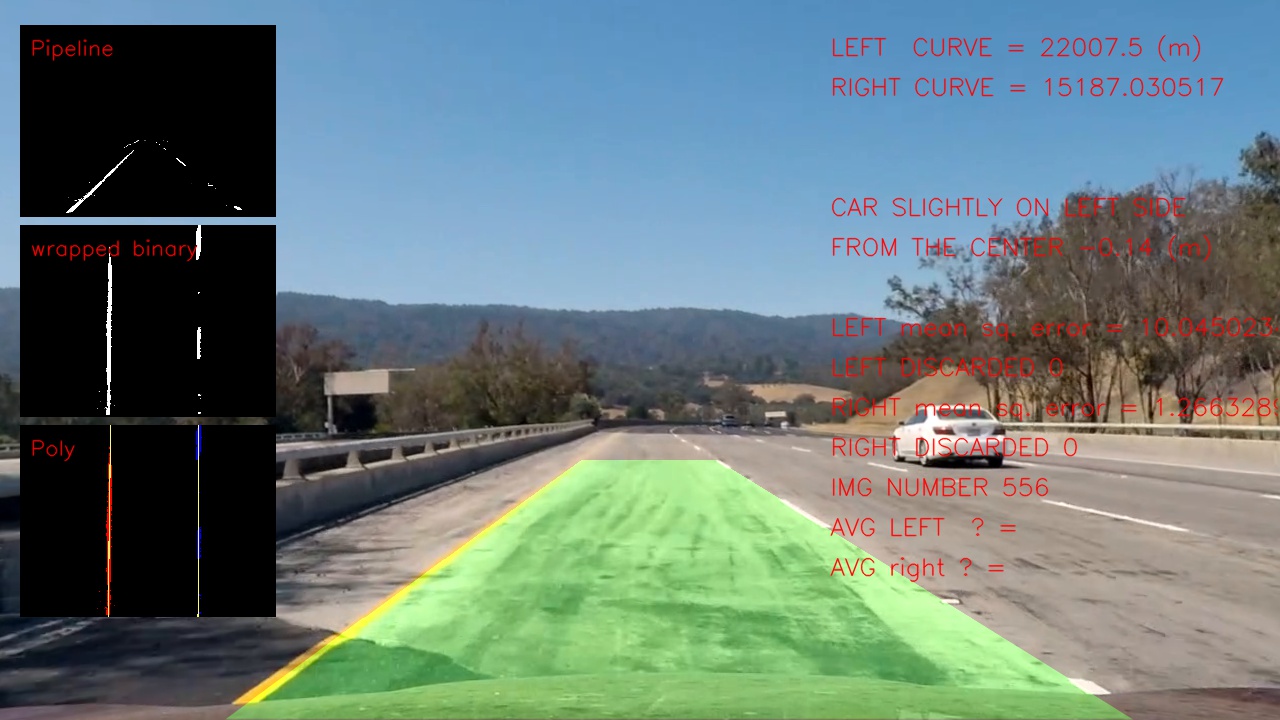 Pipeline
wrapped binary
Poly
LEFT CURVE = 22007.5 (m)
RIGHT CURVE = 15187.030517
CAR SLIGHTLY ON LEFT SIDE
FROM THE CENTER -0.14 (m)
LEFT mean sq. error = 10.045023
LEFT DISCARDED 0
RIGHT mean sq. error = 1.266328
RIGHT DISCARDED 0
IMG NUMBER 556
AVG LEFT ? =
AVG right ? =